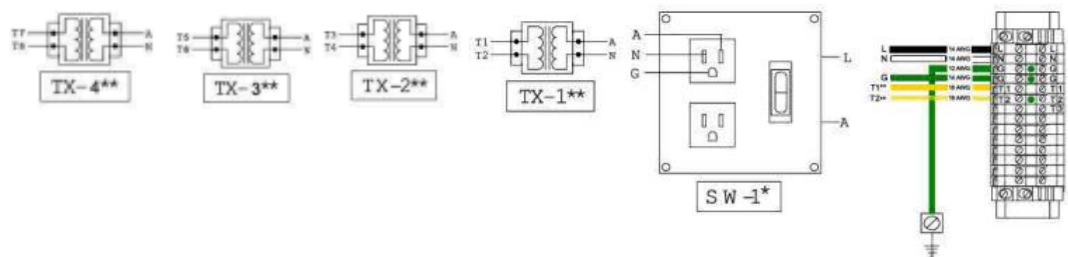 T7
T8
A
N
TX-4**
T5
T6
A
N
TX-3**
T3
T4
A
N
TX-2**
T1
T2
A
N
TX-1**
A
N
G
L
A
SW-1*
L 14 AWG L L
N 14 AWG N N
12 AWG G G
G 14 AWG G G
T1** 18 AWG T1 T1
T2** 18 AWG T2 T2
T3